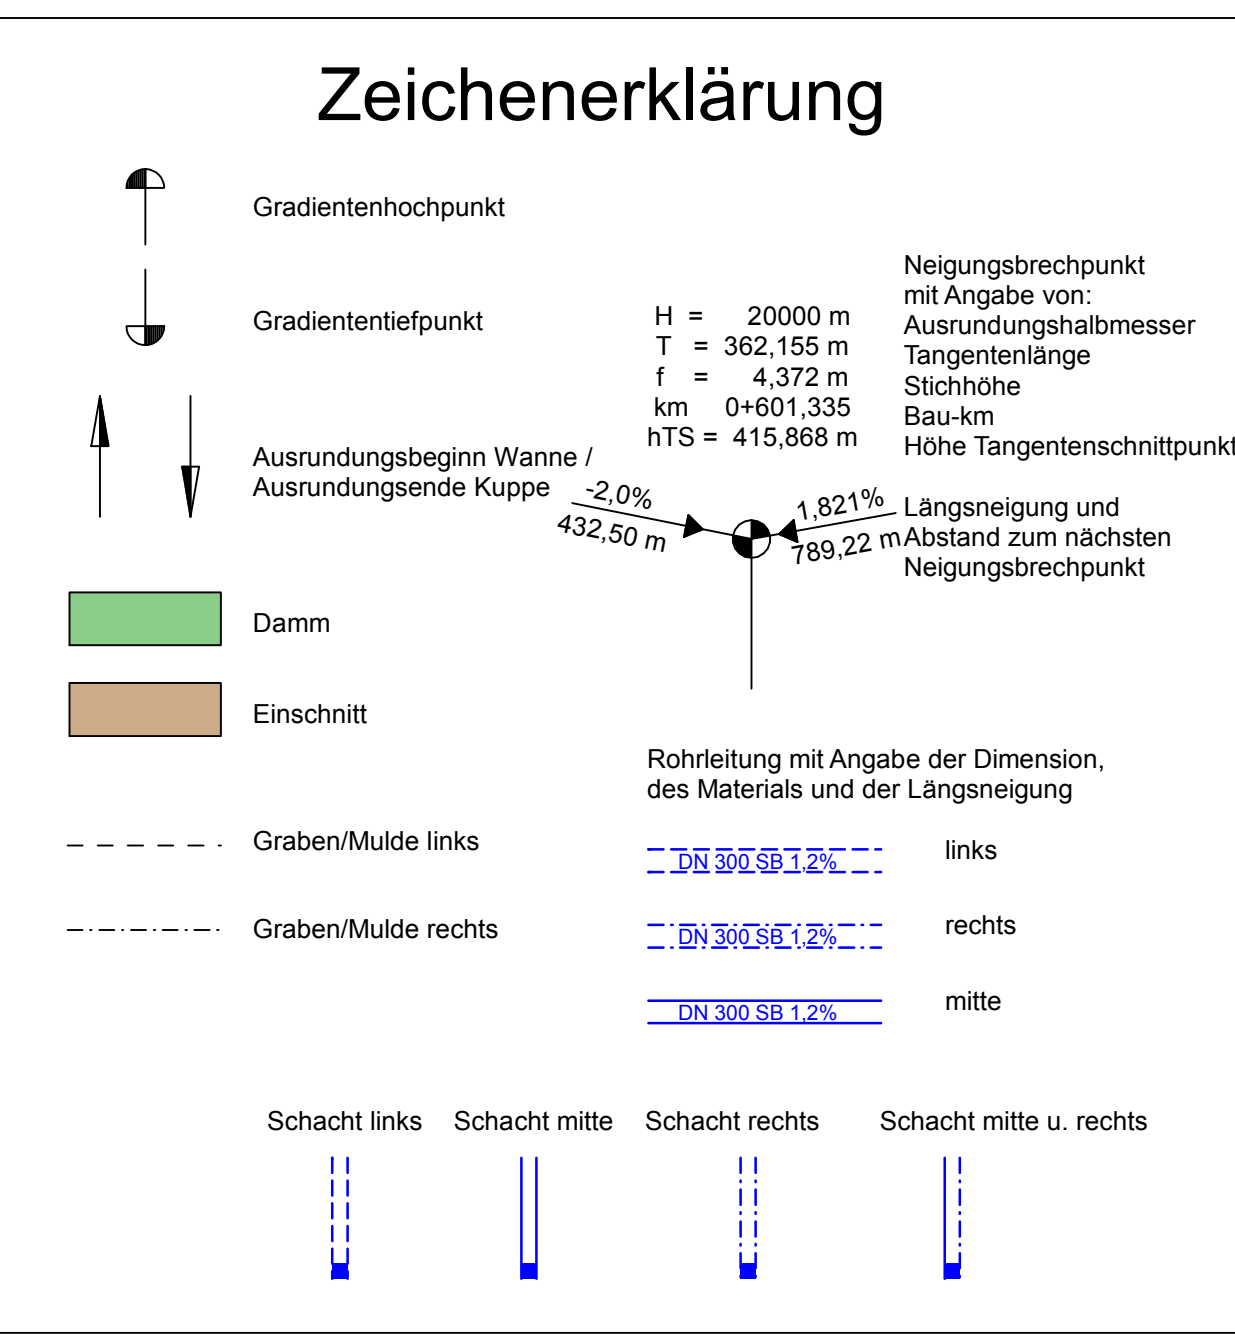 Zeichenerklärung
Gradientenhochpunkt
Gradiententiefpunkt
Ausrundungsbeginn Wanne /
Ausrundungsende Kuppe
H = 20000 m
T = 362,155 m
f = 4,372 m
km 0+601,335
hTS = 415,868 m
Neigungsbrechpunkt
mit Angabe von:
Ausrundungshalbmesser
Tangentenlänge
Stichhöhe
Bau-km
Höhe Tangentenschnittpunkt
-2,0%
432,50 m
1,821%
789,22 m
Längsneigung und
Abstand zum nächsten
Neigungsbrechpunkt
Damm
Einschnitt
Graben/Mulde links
Graben/Mulde rechts
Rohrleitung mit Angabe der Dimension,
des Materials und der Längsneigung
DN 300 SB 1,2%
links
DN 300 SB 1,2%
rechts
DN 300 SB 1,2%
mitte
Schacht links
Schacht mitte
Schacht rechts
Schacht mitte u. rechts